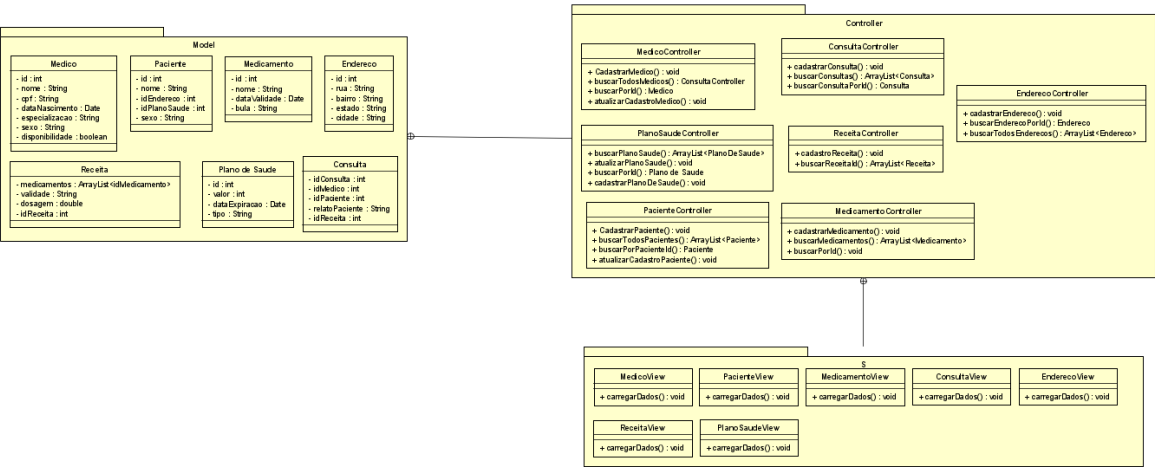 Model
Medico
- id : int
- nome : String
- cpf : String
- dataNascimento : Date
- especializacao : String
- sexo : String
- disponibilidade : boolean
Paciente
- id : int
- nome : String
- idEndereco : int
- idPlanoSaude : int
- sexo : String
Medicamento
- id : int
- nome : String
- dataValidade : Date
- bula : String
Endereco
- id : int
- rua : String
- bairro : String
- estado : String
- cidade : String
Receita
- medicamentos : ArrayList<idMedicamento>
- validade : String
- dosagem : double
- idReceita : int
Plano de Saude
- id : int
- valor : int
- dataExpiracao : Date
- tipo : String
Consulta
- idConsulta : int
- idMedico : int
- idPaciente : int
- relatoPaciente : String
- idReceita : int
Controller
MedicoController
+ CadastrarMedico() : void
+ buscarTodosMedicos() : ConsultaController
+ buscarPorId() : Medico
+ atualizarCadastroMedico() : void
ConsultaController
+ cadastrarConsulta() : void
+ buscarConsultas() : ArrayList<Consulta>
+ buscarConsultaPorId() : Consulta
EnderecoController
+ cadastrarEndereco() : void
+ buscarEnderecoPorId() : Endereco
+ buscarTodosEnderecos() : ArrayList<Endereco>
PlanoSaudeController
+ buscarPlanoSaude() : ArrayList<PlanoDeSaude>
+ atualizarPlanoSaude() : void
+ buscarPorId() : Plano de Saude
+ cadastrarPlanoDeSaude() : void
ReceitaController
+ cadastroReceita() : void
+ buscarReceitaId() : ArrayList<Receita>
PacienteController
+ CadastrarPaciente() : void
+ buscarTodosPacientes() : ArrayList<Paciente>
+ buscarPorPacienteId() : Paciente
+ atualizarCadastroPaciente() : void
MedicamentoController
+ cadastrarMedicamento() : void
+ buscarMedicamentos() : ArrayList<Medicamento>
+ buscarPorId() : void
S
MedicoView
+ carregarDados() : void
PacienteView
+ carregarDados() : void
MedicamentoView
+ carregarDados() : void
ConsultaView
+ carregarDados() : void
EnderecoView
+ carregarDados() : void
ReceitaView
+ carregarDados() : void
PlanoSaudeView
+ carregarDados() : void